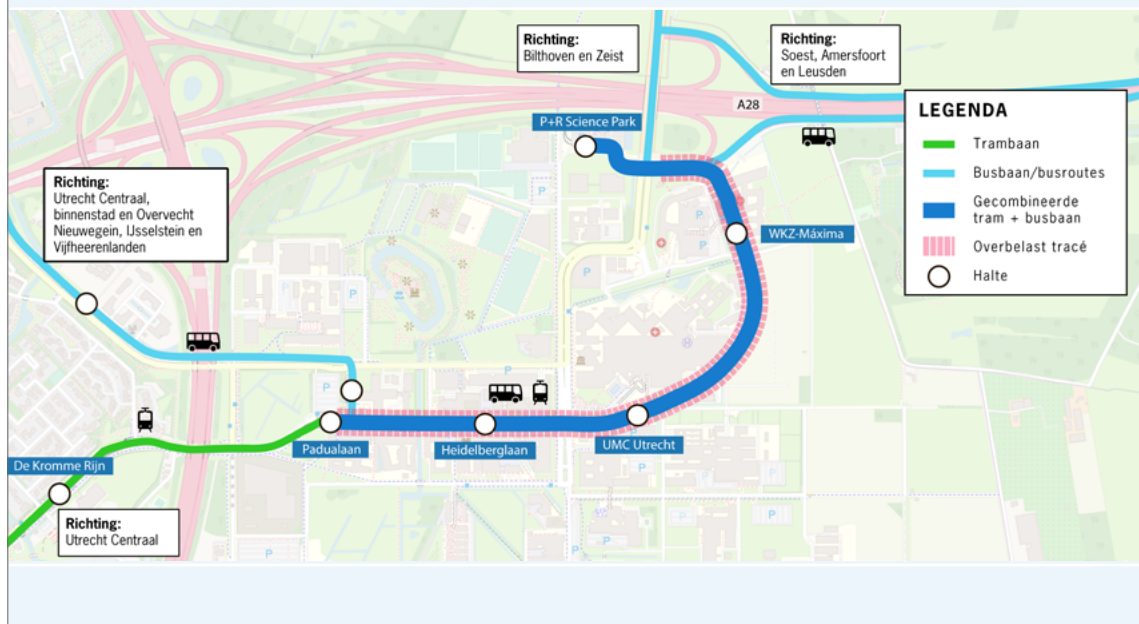 Richting:
Bilthoven en Zeist
Richting:
Soest, Amersfoort
en Leusden
A28
P+R Science Park
LEGENDA
Trambaan
Busbaan/busroutes
Gecombineerde
tram + busbaan
Overbelast tracé
Halte
Richting:
Utrecht Centraal,
binnenstad en Overvecht
Nieuwegein, IJsselstein en
Vijfheerenlanden
WKZ-Máxima
P
P
P
P
P
P
P
P
Padualaan
Heidelberglaan
UMC Utrecht
De Kromme Rijn
Richting:
Utrecht Centraal